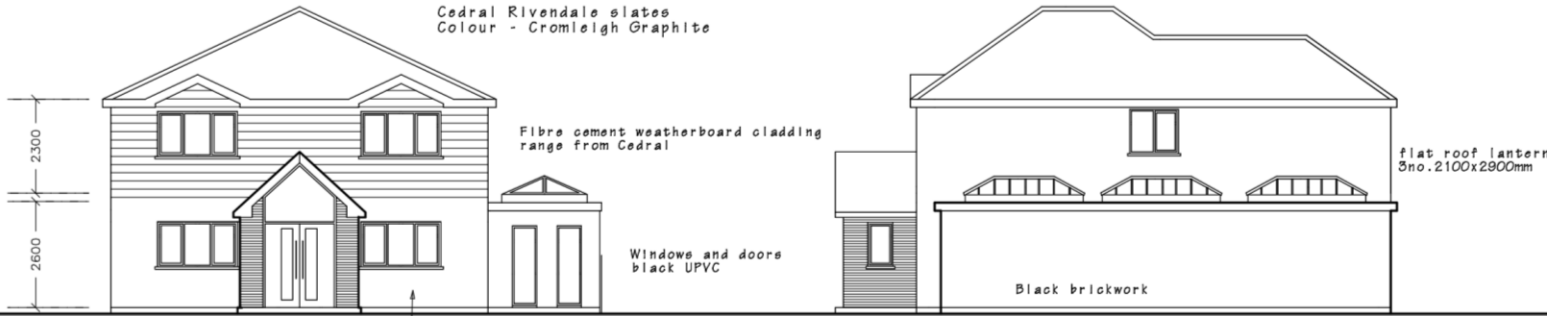 Cedral Rivendale slates
Colour - Cromleigh Graphite
2300
Fibre cement weatherboard cladding
range from Cedral
flat roof lantern
3no.2100x2900mm
2600
Windows and doors
black UPVC
Black brickwork